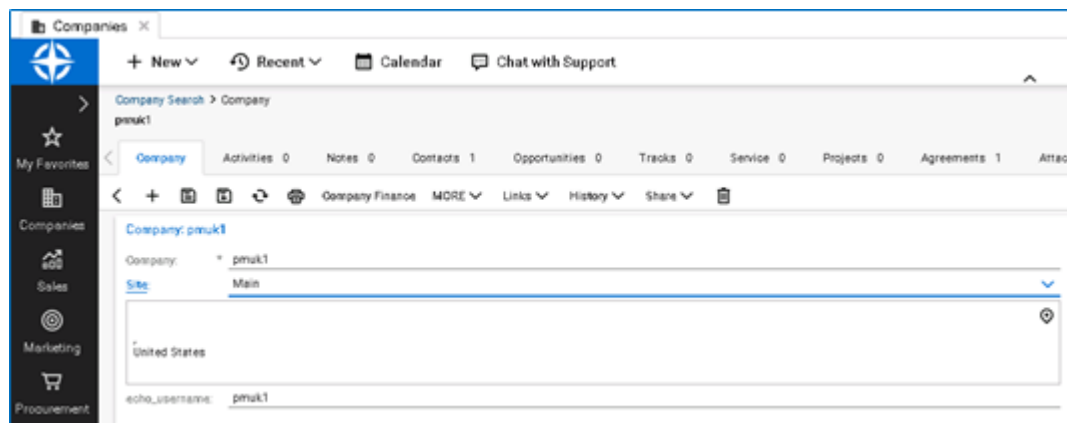 Companies
+ New Recent Calendar Chat with Support
Company Search > Company
pmuk1
My Favorites
Company Activities 0 Notes 0 Contacts 1 Opportunities 0 Tracks 0 Service 0 Projects 0 Agreements 1 Attac
Company Finance MORE Links History Share
Companies
Company: pmuk1
Company: * pmuk1
Sales
Site: Main
Marketing
United States
Procurement
echo_username: pmuk1